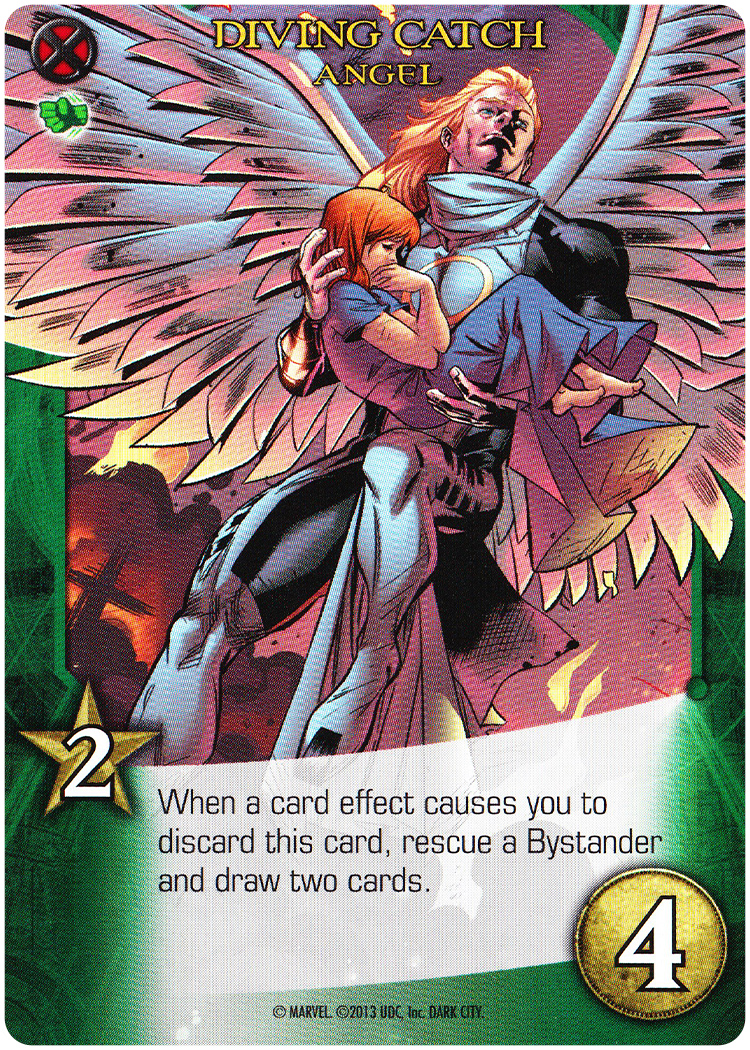 DIVING CATCH
ANGEL
2
When a card effect causes you to
discard this card, rescue a Bystander
and draw two cards.
4
© MARVEL. ©2013 UDC, Inc. DARK CITY.